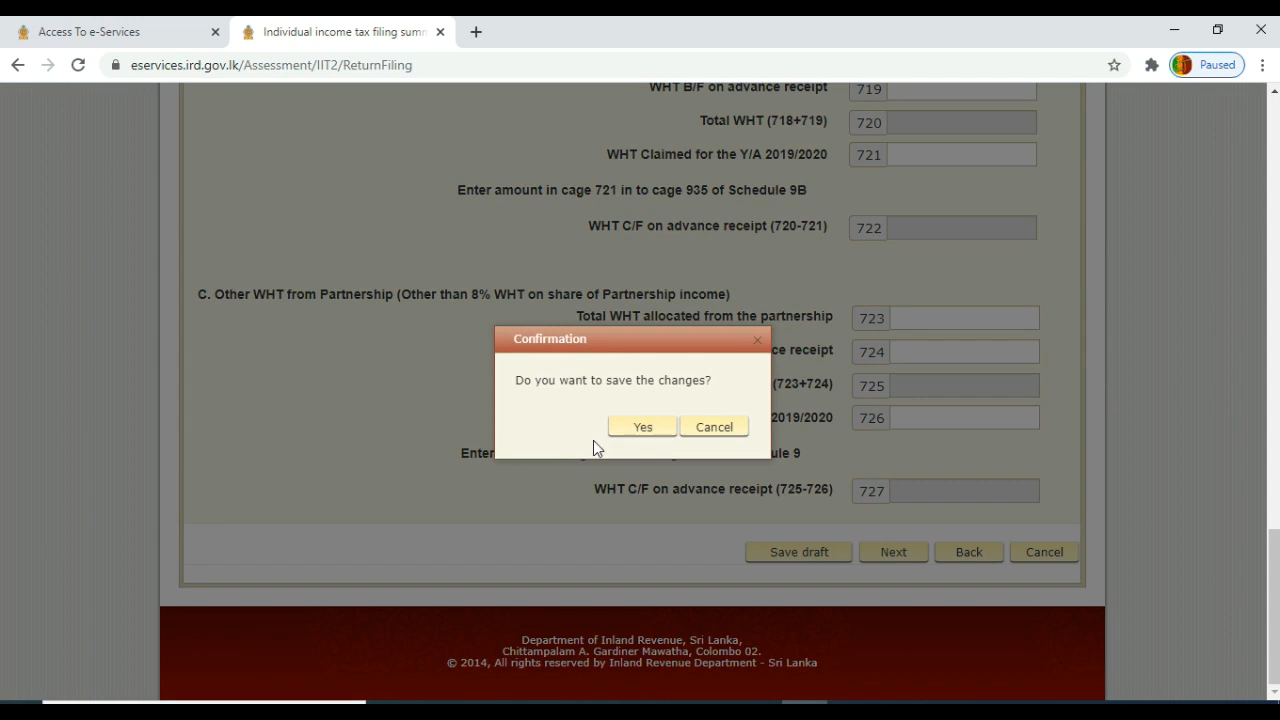 Access To e-Services
Individual income tax filing sum
eservices.ird.gov.lk/Assessment/IIT2/ReturnFiling
Paused
WHT B/F on advance receipt 719
Total WHT (718+719) 720
WHT Claimed for the Y/A 2019/2020 721
Enter amount in cage 721 in to cage 935 of Schedule 9B
WHT C/F on advance receipt (720-721) 722
C. Other WHT from Partnership (Other than 8% WHT on share of Partnership income)
Total WHT allocated from the partnership 723
Confirmation
ce receipt 724
Do you want to save the changes?
(723+724) 725
2019/2020 726
Yes Cancel
Enter ule 9
WHT C/F on advance receipt (725-726) 727
Save draft Next Back Cancel
Department of Inland Revenue, Sri Lanka,
Chittampalam A. Gardiner Mawatha, Colombo 02.
© 2014, All rights reserved by Inland Revenue Department - Sri Lanka